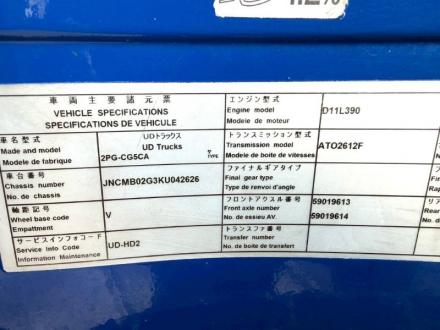 車両主要諸元票
VEHICLE SPECIFICATIONS
SPECIFICATIONS DE VEHICULE
車名型式
Made and model
Modele de fabrique
UDトラックス
UD Trucks
2PG-CG5CA
TYPE
車台番号
Chassis number
No. de chassis
JNCMB02G3KU042626
軸距記号
Wheel base code
Empattment
V
サービスインフォコード
Service Info Code
Information Maintenance
UD-HD2
エンジン型式
Engine model
Modele de moteur
D11L390
トランスミッション型式
Transmission model
Modele de boite de vitesses
ATO2612F
ファイナルギアタイプ
Final gear type
Type de renvoi d'angle
フロントアクスル番号
Front axle number
No. de essieu AV.
59019613
59019614
トランスファ番号
Transfer number
No. de boite de transfert